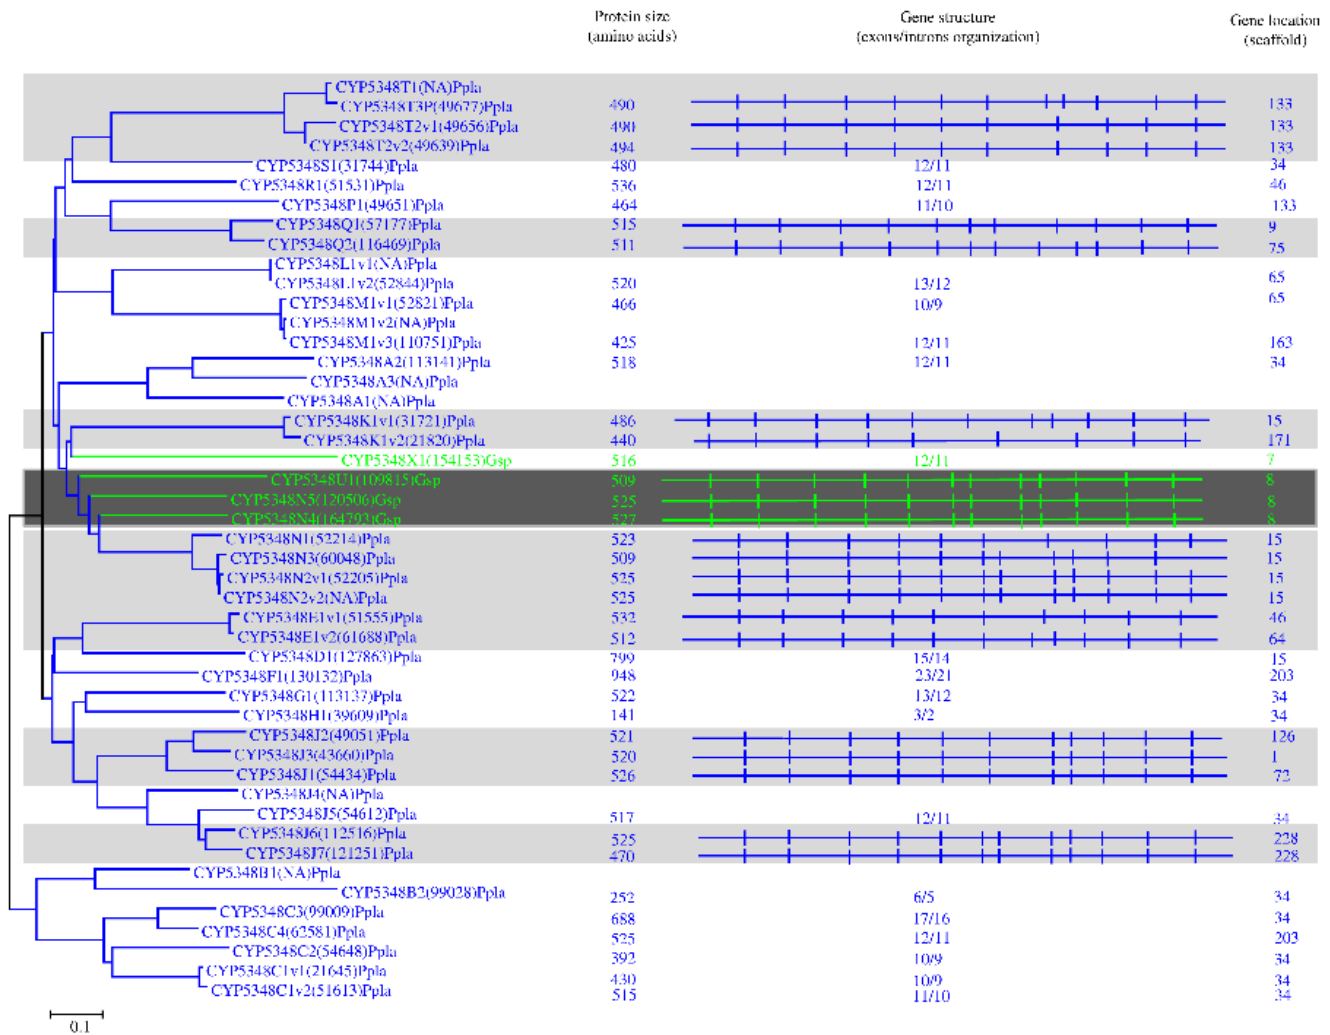 Protein size Gene structure Gene location
(amino acids) (exons/introns organization) (scaffold)
CYP5348T1(NA)Ppla
CYP5348T3P(49677)Ppla 490 133
CYP5348T2v1(49656)Ppla 490 133
CYP5348T2v2(49639)Ppla 494 133
CYP5348S1(31744)Ppla 480 12/11 34
CYP5348R1(51531)Ppla 536 12/11 46
CYP5348P1(49651)Ppla 464 11/10 133
CYP5348Q1(57177)Ppla 515 9
CYP5348Q2(116469)Ppla 511 75
CYP5348L1v1(NA)Ppla
CYP5348L1v2(52844)Ppla 520 13/12 65
CYP5348M1v1(52821)Ppla 466 10/9 65
CYP5348M1v2(NA)Ppla
CYP5348M1v3(110751)Ppla 425 12/11 163
CYP5348A2(113141)Ppla 518 12/11 34
CYP5348A3(NA)Ppla
CYP5348A1(NA)Ppla
CYP5348K1v1(31721)Ppla 486 15
CYP5348K1v2(21820)Ppla 440 171
CYP5348X1(154153)Gsp 516 12/11 7
CYP5348U1(109815)Gsp 509 8
CYP5348N5(120506)Gsp 525 8
CYP5348N4(164793)Gsp 527 8
CYP5348N1(52214)Ppla 523 15
CYP5348N3(60048)Ppla 509 15
CYP5348N2v1(52205)Ppla 525 15
CYP5348N2v2(NA)Ppla 525 15
CYP5348E1v1(51555)Ppla 532 46
CYP5348E1v2(61688)Ppla 512 64
CYP5348D1(127863)Ppla 799 15/14 15
CYP5348F1(130132)Ppla 948 23/21 203
CYP5348G1(113137)Ppla 522 13/12 34
CYP5348H1(39609)Ppla 141 3/2 34
CYP5348J2(49051)Ppla 521 126
CYP5348J3(43660)Ppla 520 1
CYP5348J1(54434)Ppla 526 72
CYP5348J4(NA)Ppla
CYP5348J5(54612)Ppla 517 12/11 34
CYP5348J6(112516)Ppla 525 228
CYP5348J7(121251)Ppla 470 228
CYP5348B1(NA)Ppla
CYP5348B2(99028)Ppla 252 6/5 34
CYP5348C3(99009)Ppla 688 17/16 34
CYP5348C4(62581)Ppla 525 12/11 203
CYP5348C2(54648)Ppla 392 10/9 34
CYP5348C1v1(21645)Ppla 430 10/9 34
CYP5348C1v2(51613)Ppla 515 11/10 34
0.1